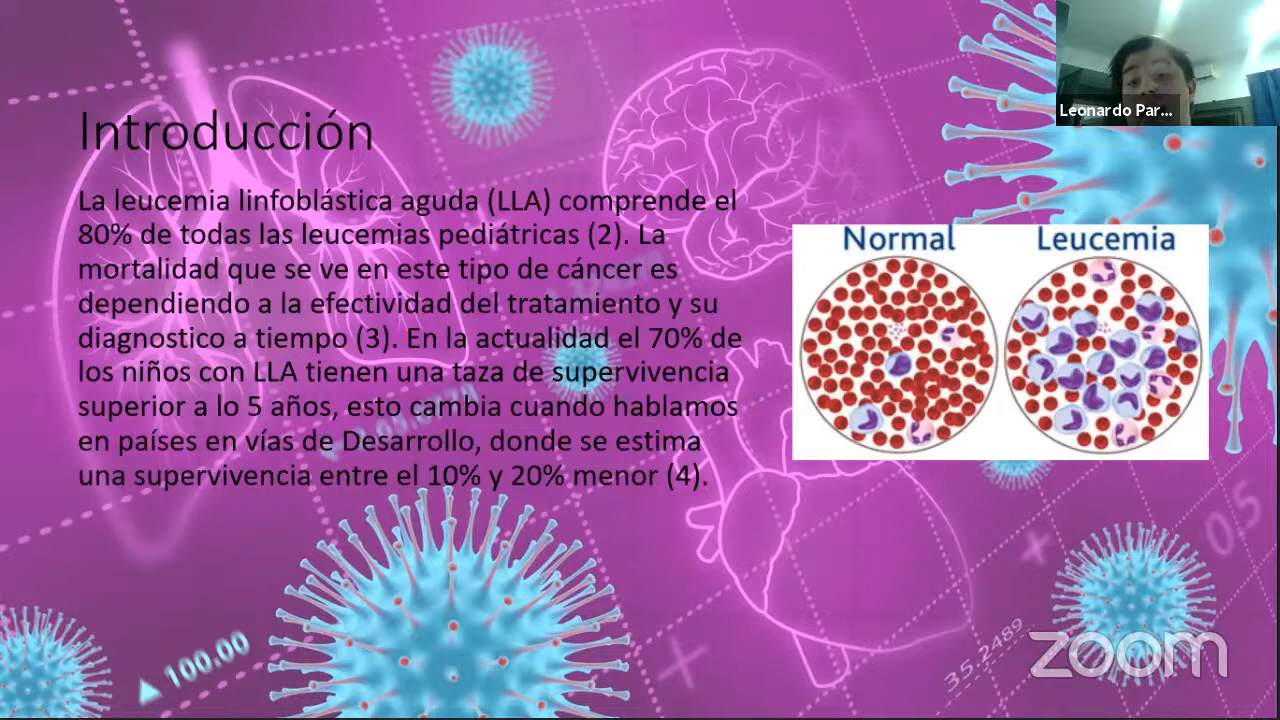 Introducción
La leucemia linfoblástica aguda (LLA) comprende el
80% de todas las leucemias pediátricas (2). La
mortalidad que se ve en este tipo de cáncer es
dependiendo a la efectividad del tratamiento y su
diagnostico a tiempo (3). En la actualidad el 70% de
los niños con LLA tienen una taza de supervivencia
superior a lo 5 años, esto cambia cuando hablamos
en países en vías de Desarrollo, donde se estima
una supervivencia entre el 10% y 20% menor (4).
Leonardo Par...
Normal
Leucemia
100.00
0.5
35.2489
zoom